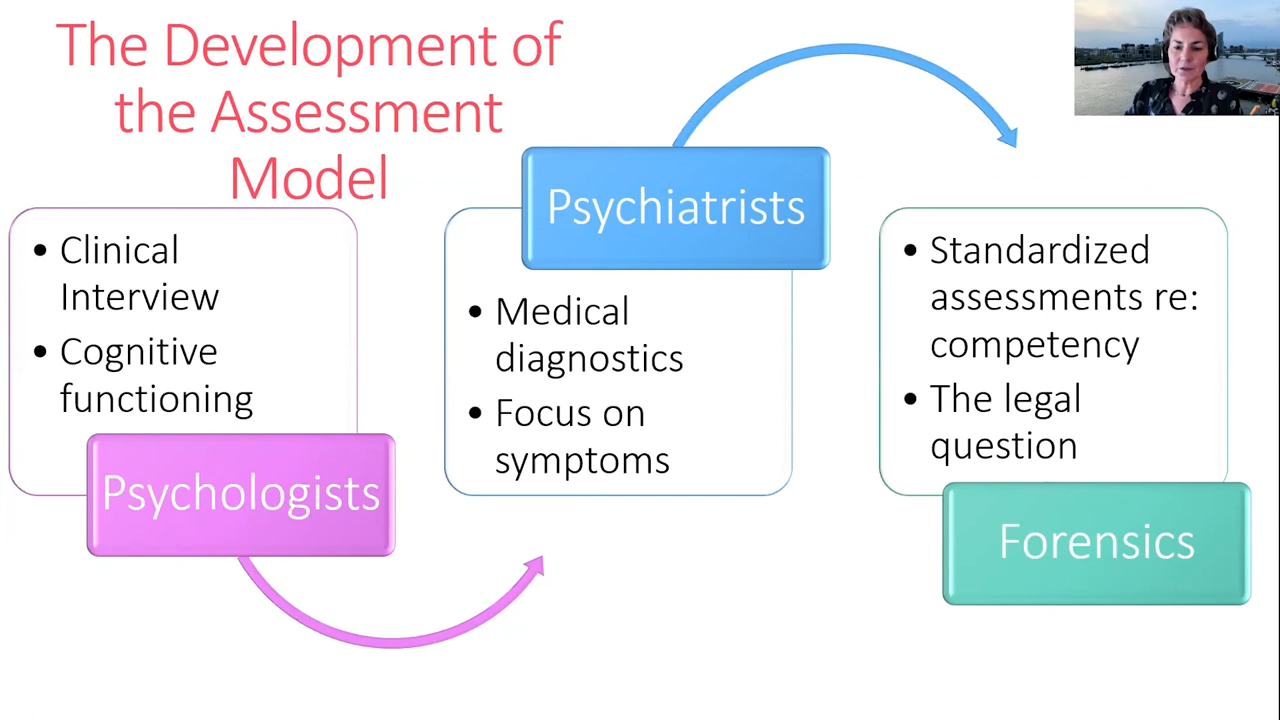 The Development of
the Assessment
Model
• Clinical
Interview
• Cognitive
functioning
Psychologists
Psychiatrists
• Medical
diagnostics
• Focus on
symptoms
• Standardized
assessments re:
competency
• The legal
question
Forensics